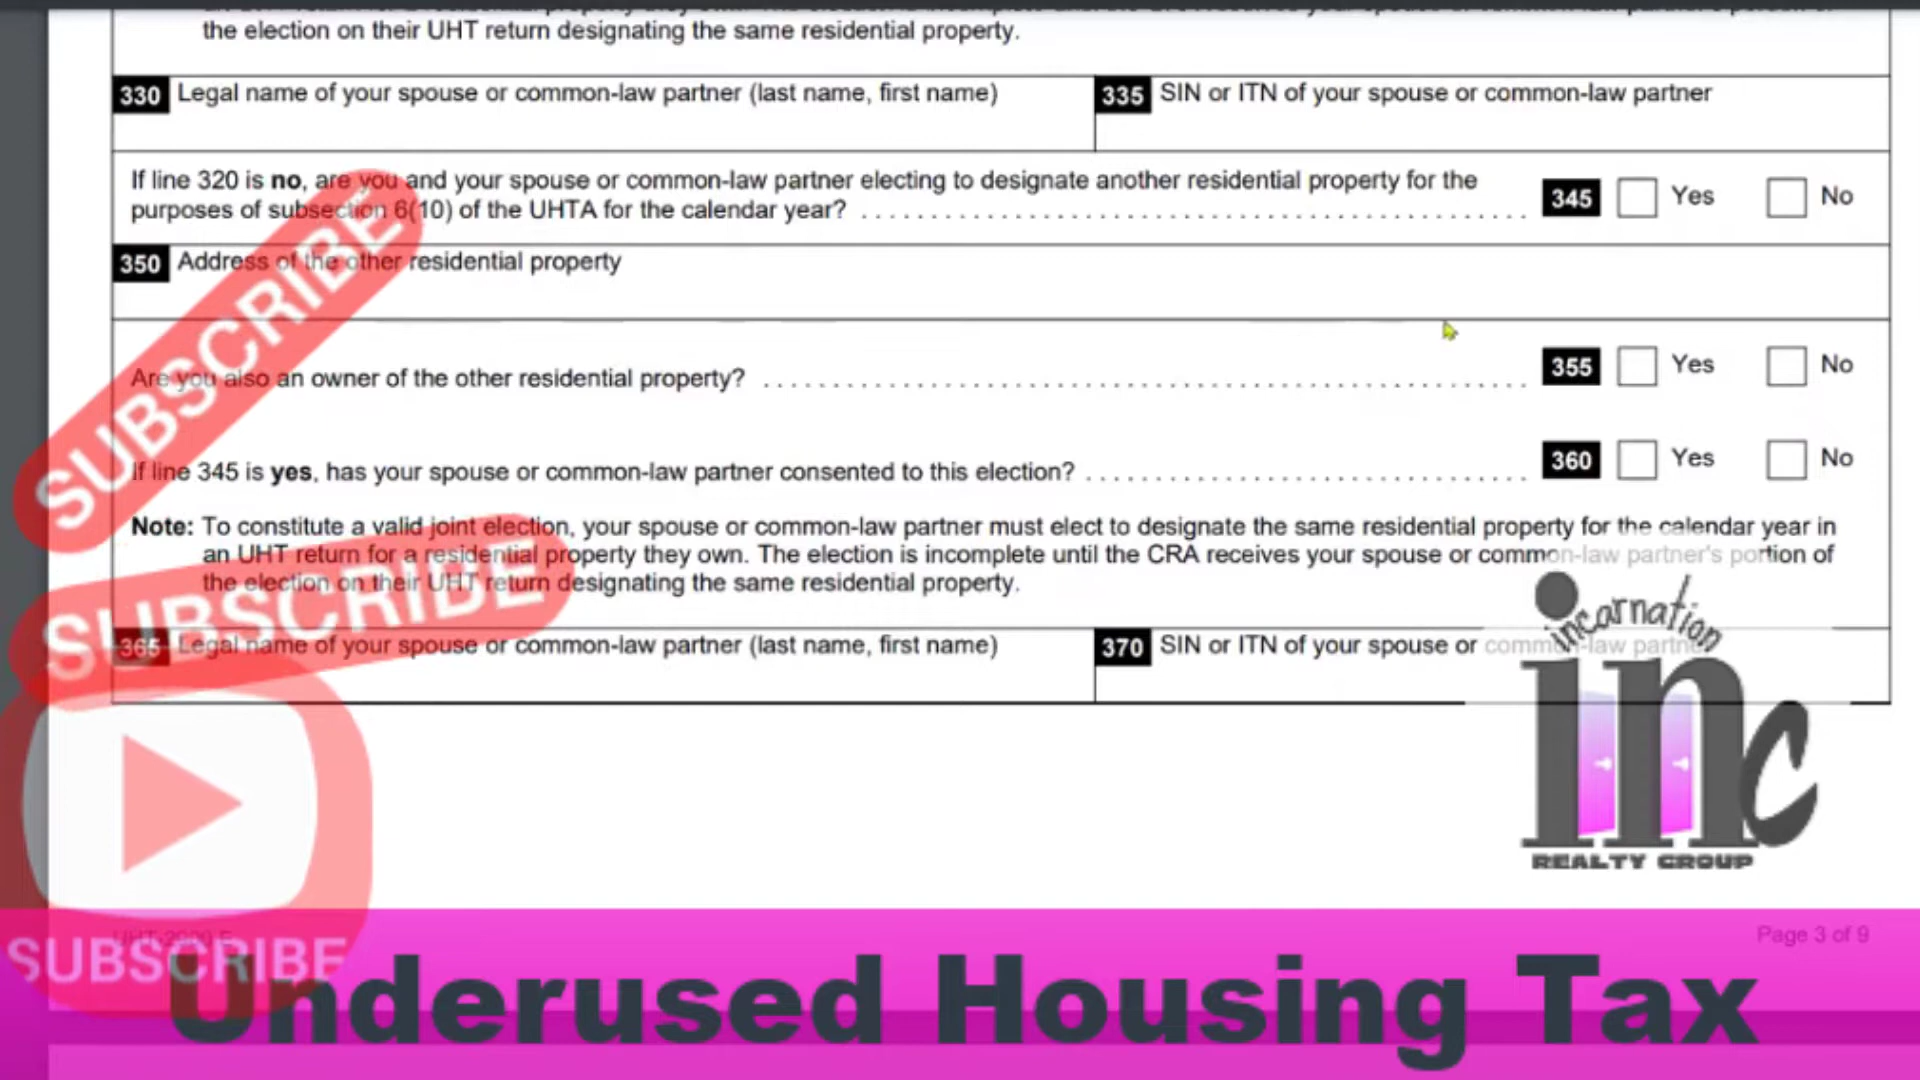 the election on their UHT return designating the same residential property.
330 Legal name of your spouse or common-law partner (last name, first name)
335 SIN or ITN of your spouse or common-law partner
If line 320 is no, are you and your spouse or common-law partner electing to designate another residential property for the
purposes of subsection 6(10) of the UHTA for the calendar year? 345 Yes No
350 Address of the other residential property
Are you also an owner of the other residential property? 355 Yes No
If line 345 is yes, has your spouse or common-law partner consented to this election? 360 Yes No
Note: To constitute a valid joint election, your spouse or common-law partner must elect to designate the same residential property for the calendar year in
an UHT return for a residential property they own. The election is incomplete until the CRA receives your spouse or common-law partner's portion of
the election on their UHT return designating the same residential property.
365 Legal name of your spouse or common-law partner (last name, first name)
370 SIN or ITN of your spouse or common-law partner
SUBSCRIBE
SUBSCRIBE
SUBSCRIBE
incarnation
inc
REALTY GROUP
Page 3 of 9
Underused Housing Tax